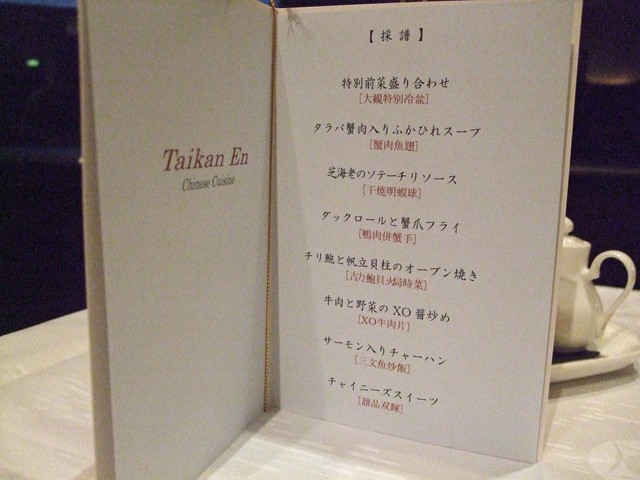 Taikan En
Chinese Cuisine
【採譜】
特別前菜盛り合わせ
[大観特別冷盆]
タラバ蟹肉入りふかひれスープ
[蟹肉魚翅]
芝海老のソテーチリソース
[干焼明蝦球]
ダックロールと蟹爪フライ
[鴨肉併蟹手]
チリ鮑と帆立貝柱のオーブン焼き
[古力鮑貝火局時菜]
牛肉と野菜のXO醤炒め
[XO牛肉片]
サーモン入りチャーハン
[三文魚炒飯]
チャイニーズスイーツ
[甜品双輝]